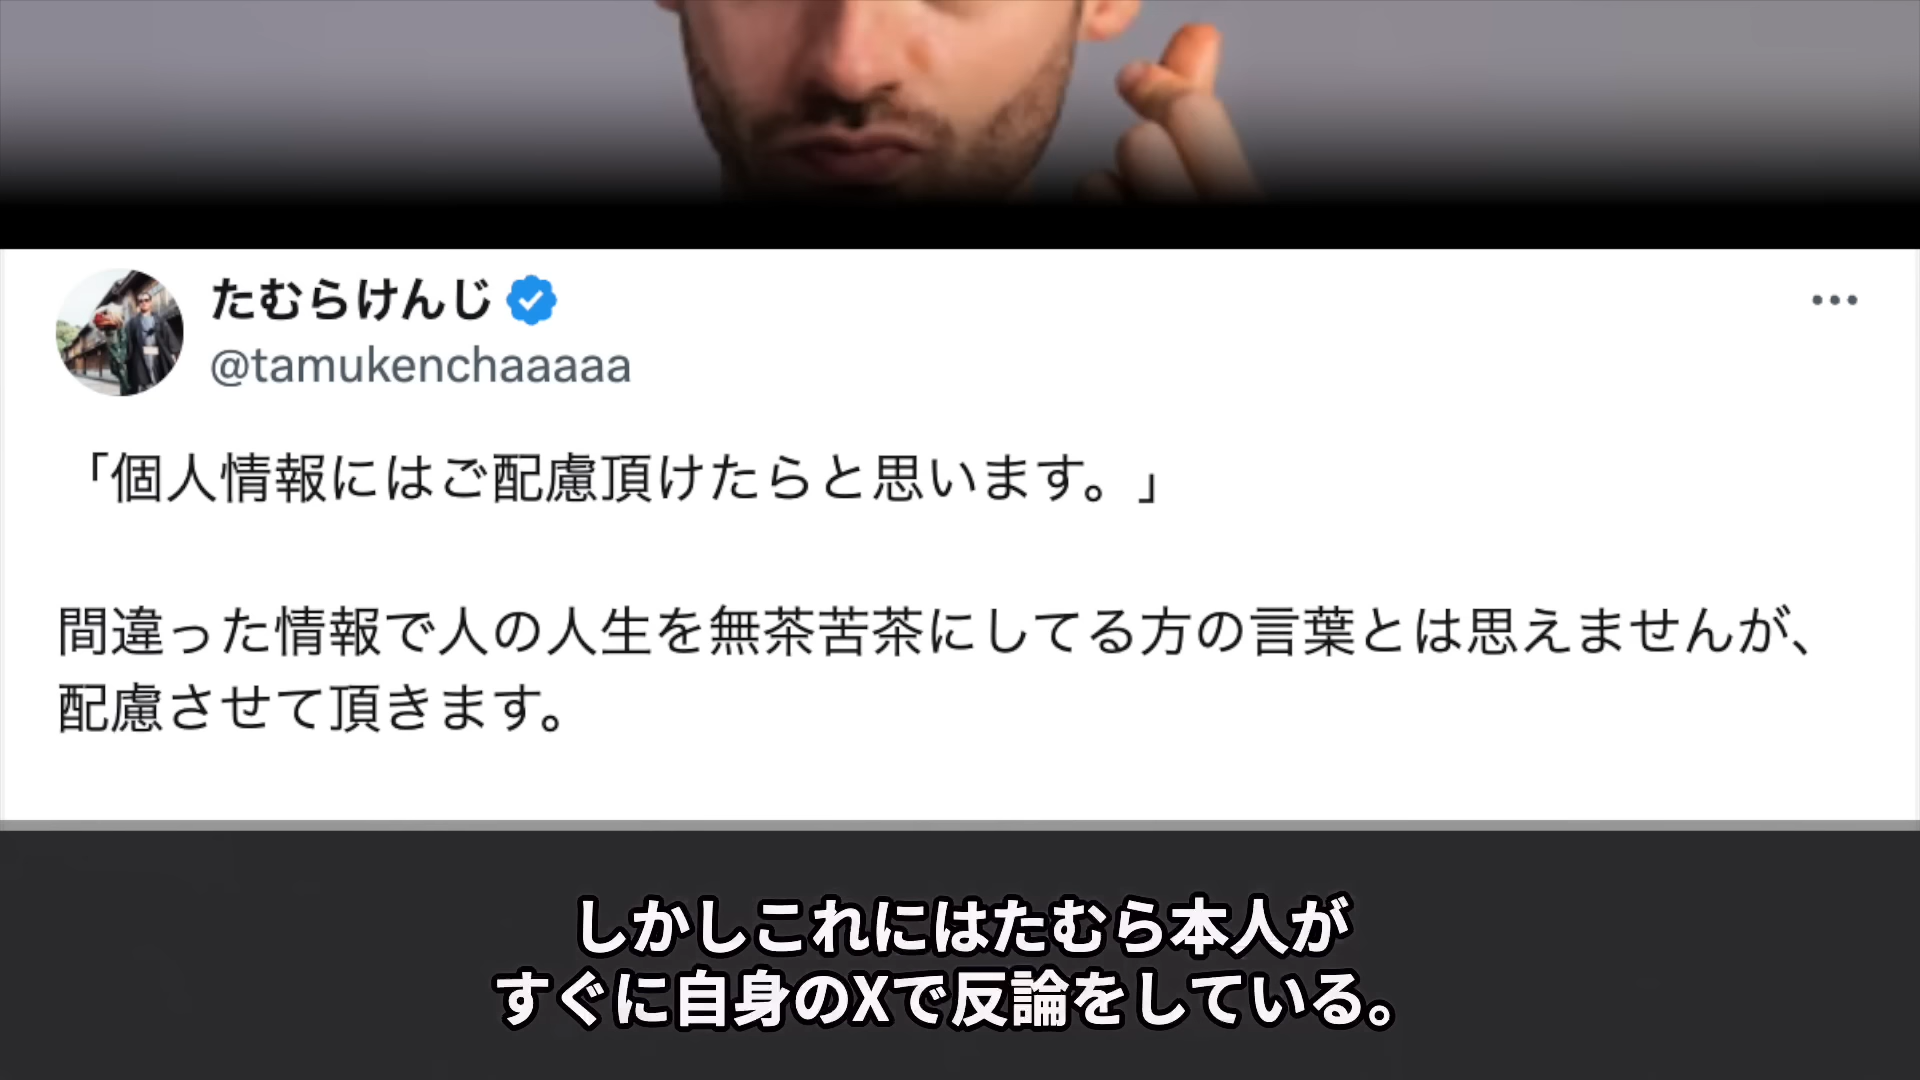 たむらけんじ
@tamukenchaaaaa
「個人情報にはご配慮頂けたらと思います。」
間違った情報で人の人生を無茶苦茶にしてる方の言葉とは思えませんが、
配慮させて頂きます。
しかしこれにはたむら本人が
すぐに自身のXで反論をしている。